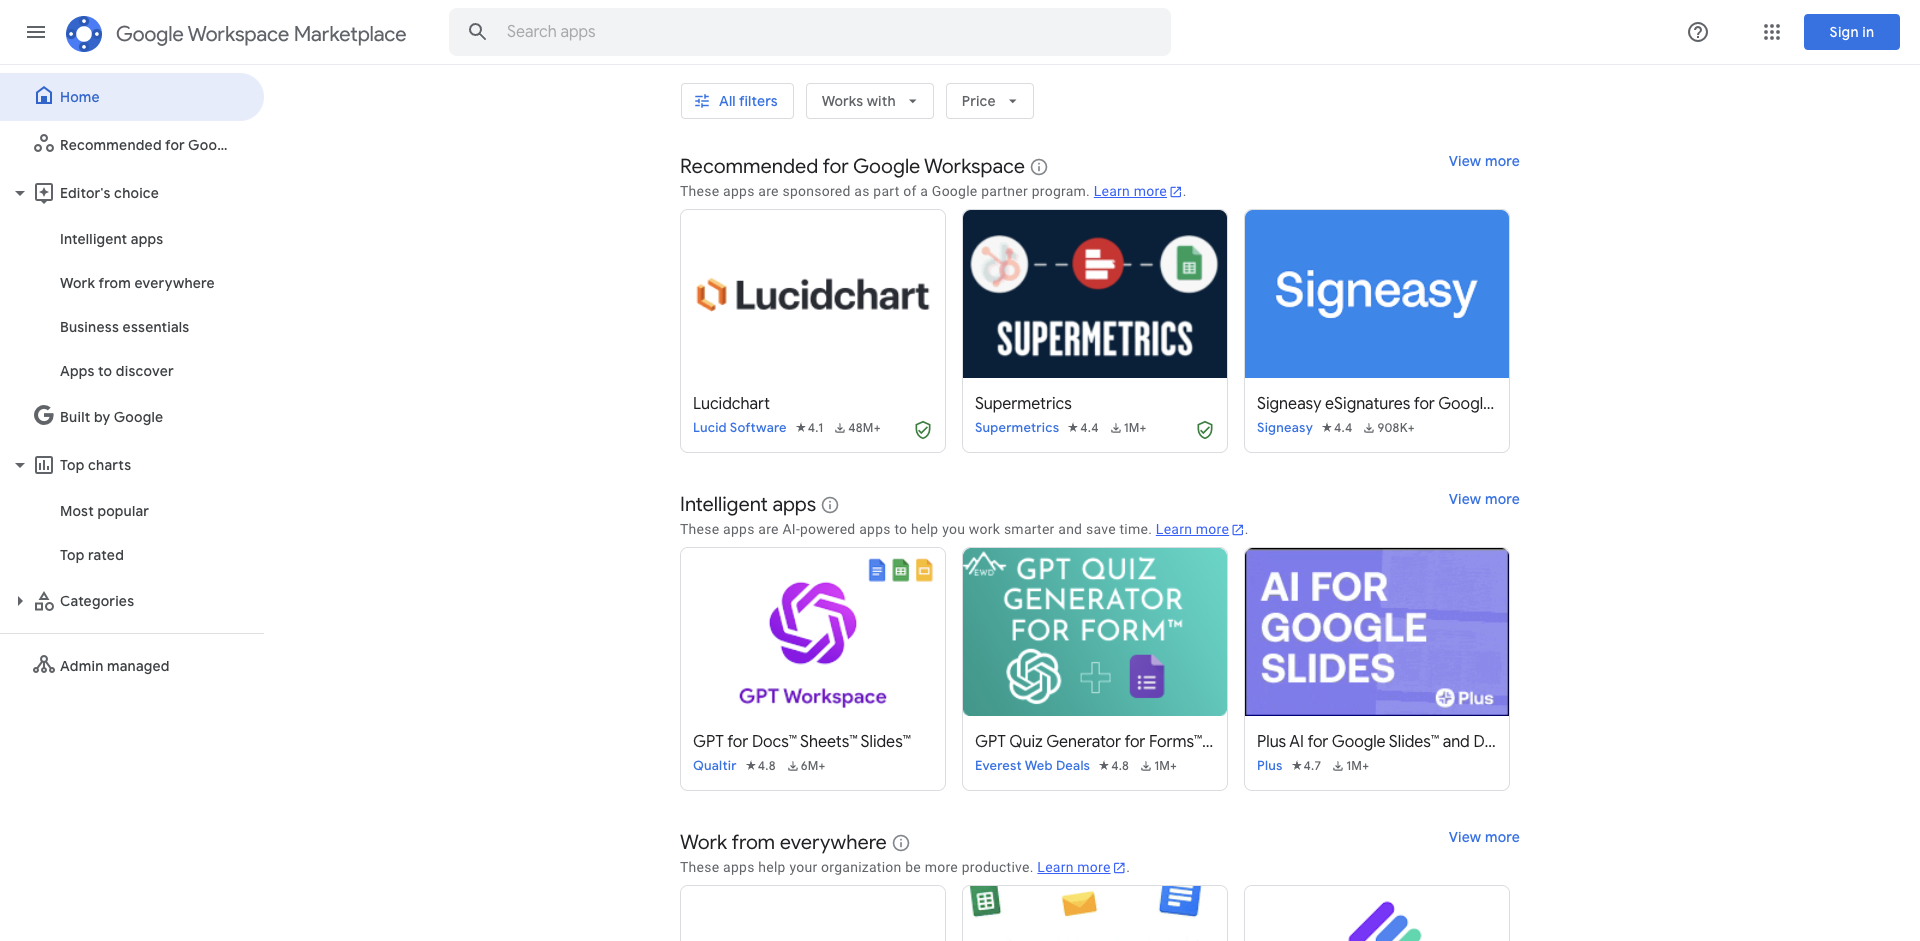 Google Workspace Marketplace
Search apps
Sign in
Home
Recommended for Goo...
Editor's choice
Intelligent apps
Work from everywhere
Business essentials
Apps to discover
Built by Google
Top charts
Most popular
Top rated
Categories
Admin managed
All filters
Works with
Price
Recommended for Google Workspace
View more
These apps are sponsored as part of a Google partner program. Learn more.
Lucidchart
SUPERMETRICS
Signeasy
Lucidchart
Lucid Software ★4.1 48M+
Supermetrics
Supermetrics ★4.4 1M+
Signeasy eSignatures for Googl...
Signeasy ★4.4 908K+
Intelligent apps
View more
These apps are AI-powered apps to help you work smarter and save time. Learn more.
GPT Workspace
EWD
GPT QUIZ
GENERATOR
FOR FORM™
AI FOR
GOOGLE
SLIDES
Plus
GPT for Docs™ Sheets™ Slides™
Qualtir ★4.8 6M+
GPT Quiz Generator for Forms™...
Everest Web Deals ★4.8 1M+
Plus AI for Google Slides™ and D...
Plus ★4.7 1M+
Work from everywhere
View more
These apps help your organization be more productive. Learn more.